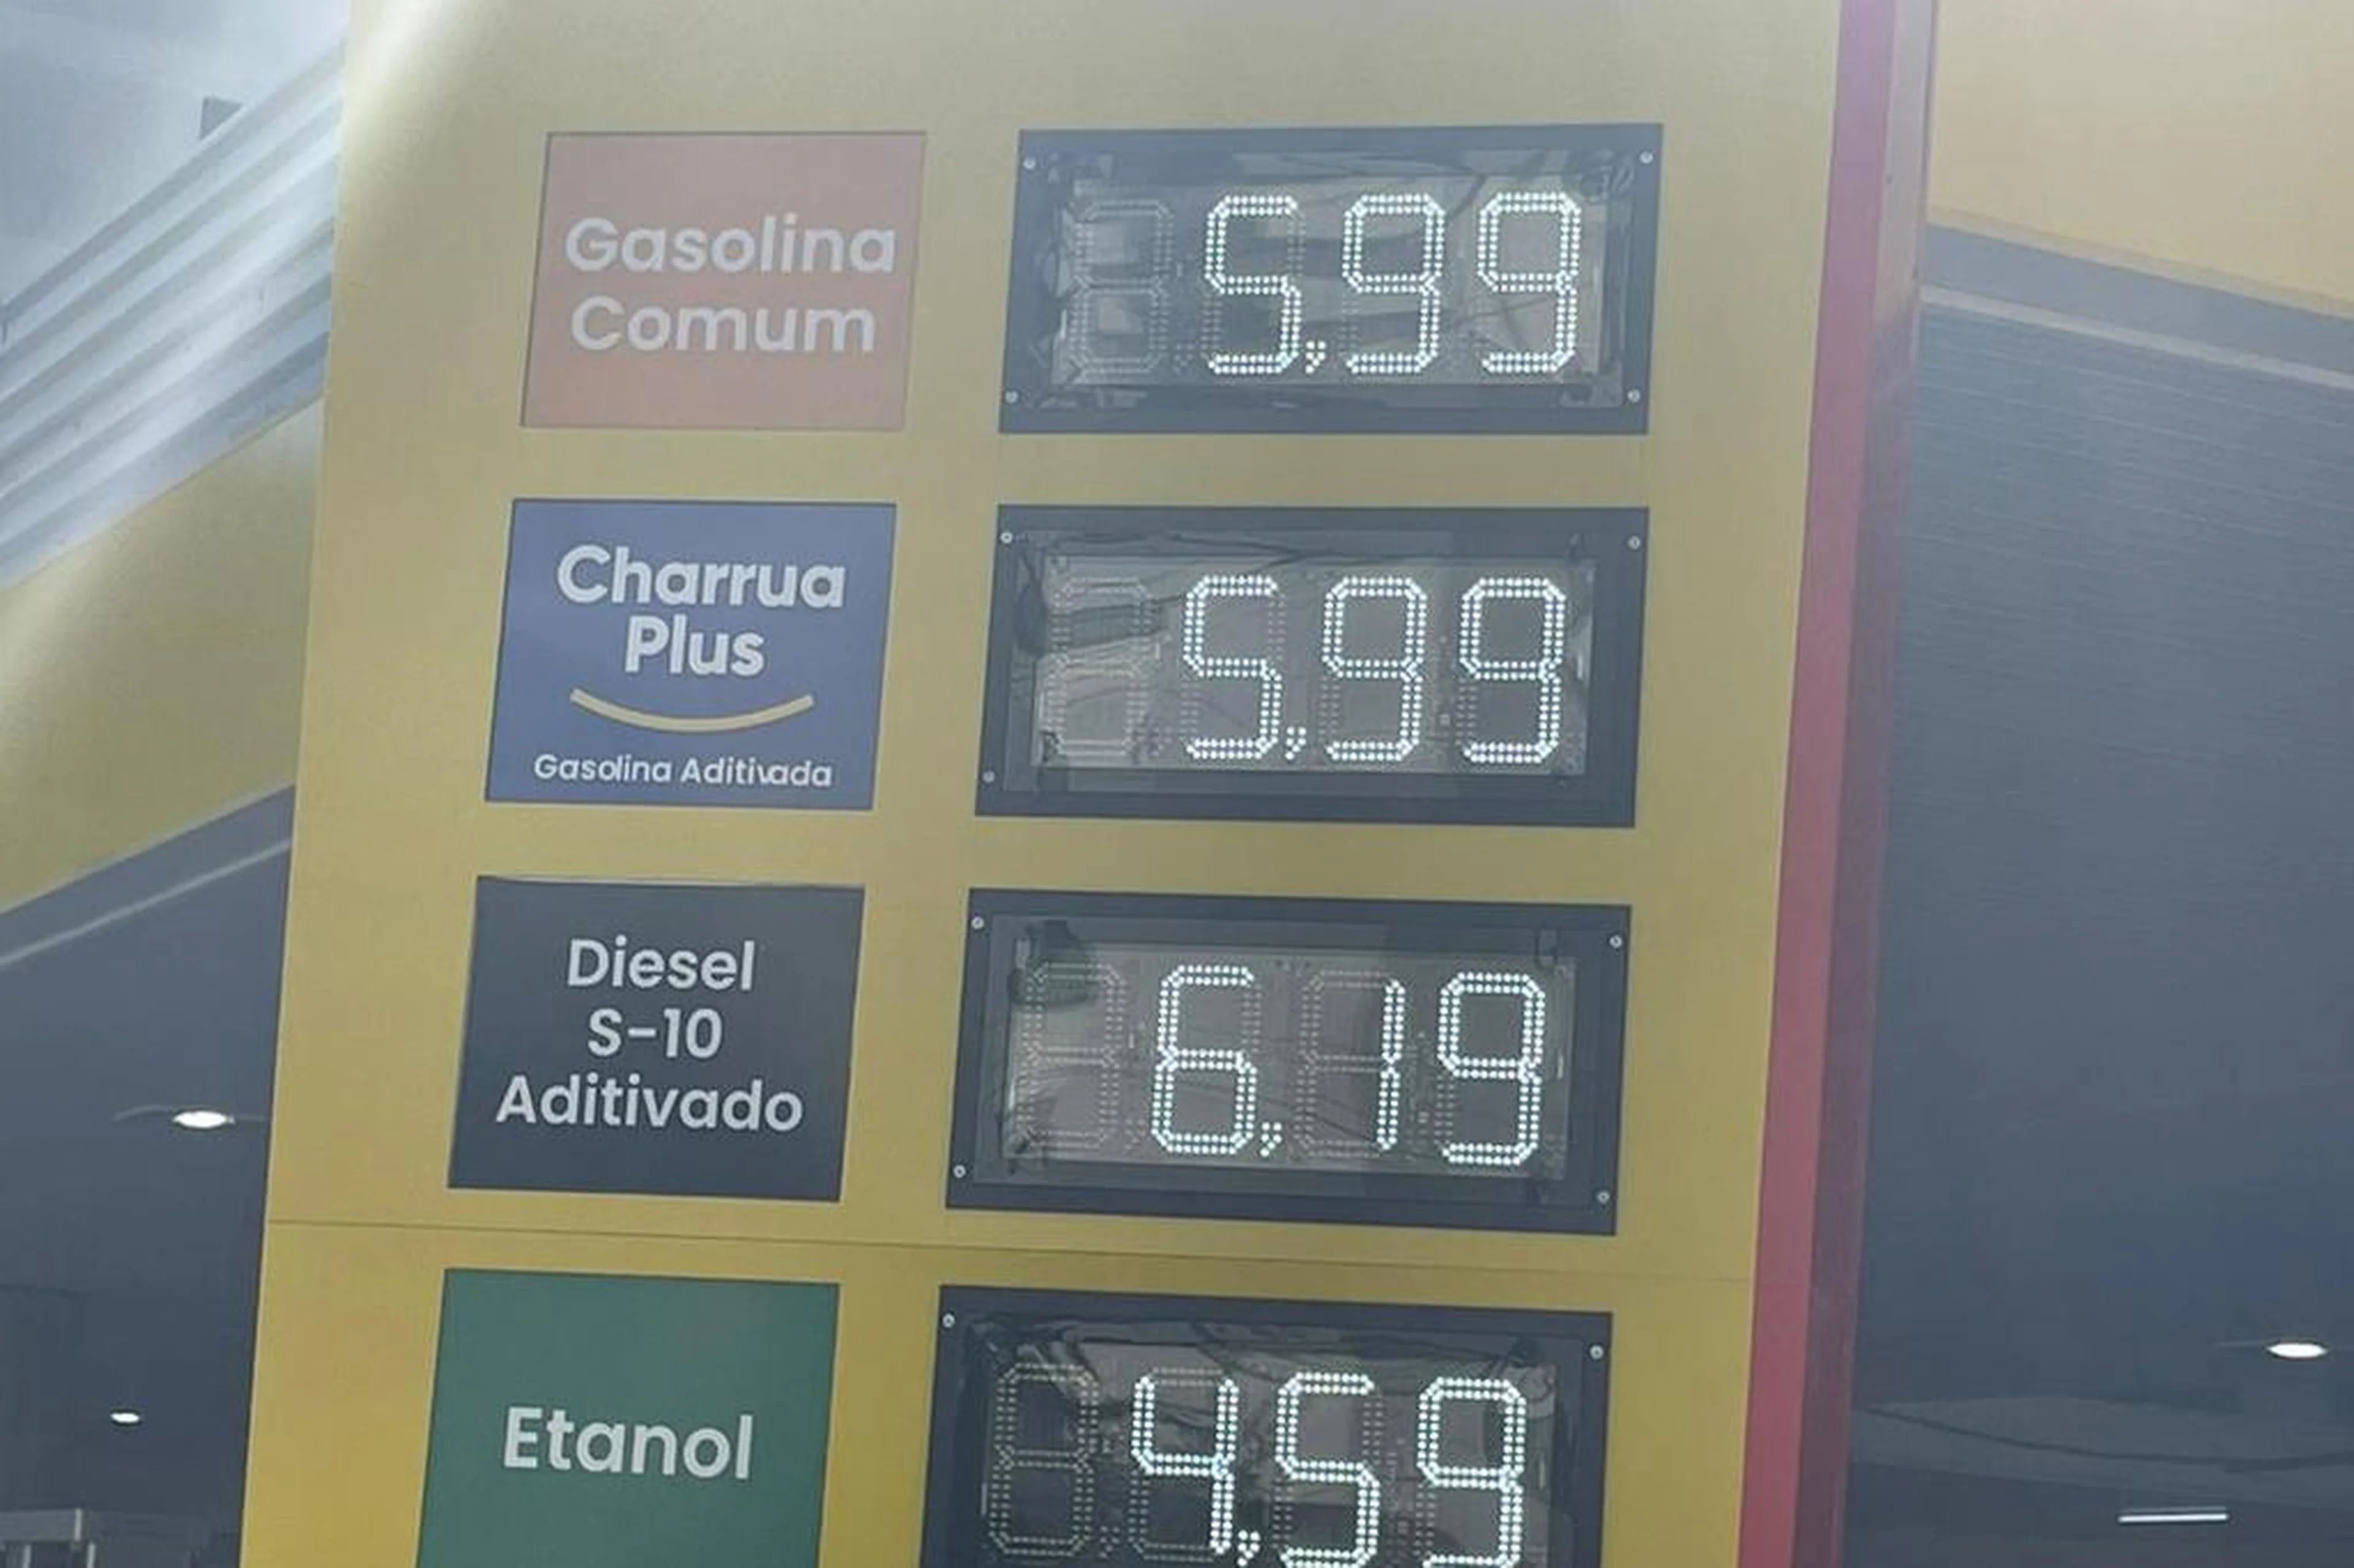 Gasolina
Comum
5,99
Charrua
Plus
Gasolina Aditivada
5,99
Diesel
S-10
Aditivado
6,19
Etanol
4,59